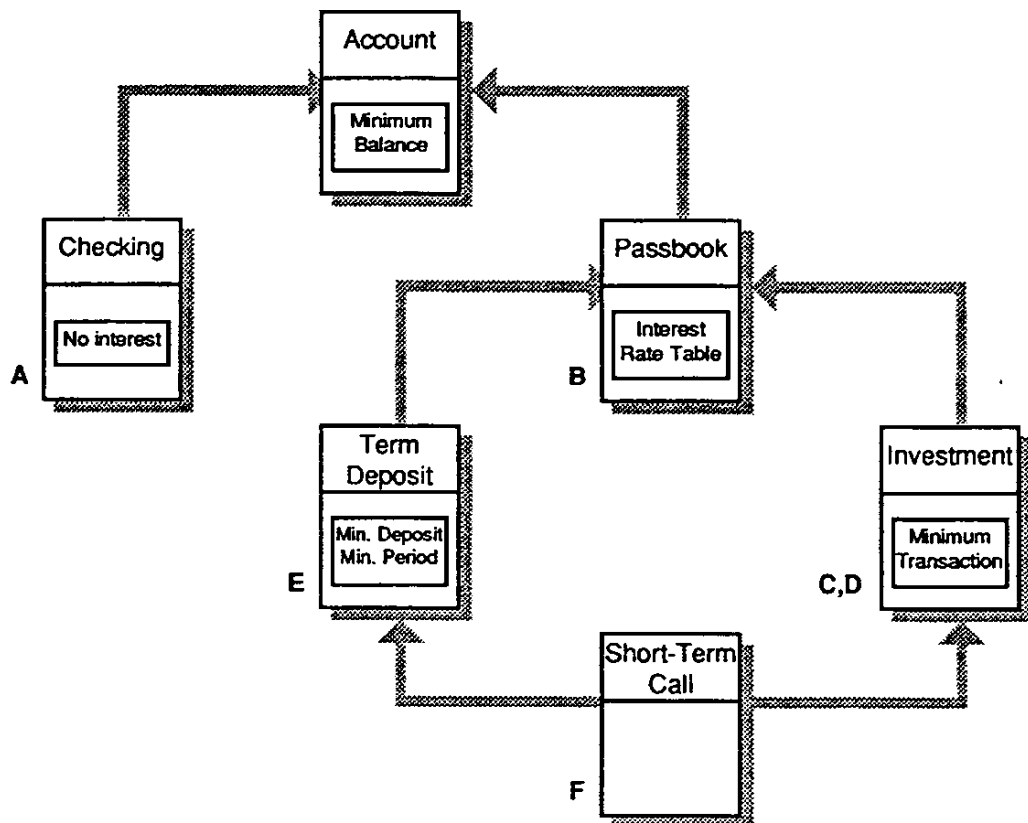 Account
Minimum
Balance
Checking
No interest
A
Passbook
Interest
Rate Table
B
Term
Deposit
Min. Deposit
Min. Period
E
Investment
Minimum
Transaction
C,D
Short-Term
Call
F